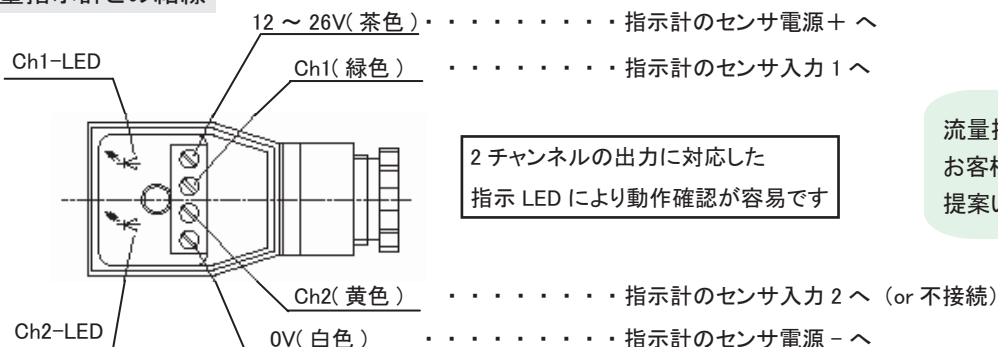 量指示計との結線
12 ~ 26V( 茶色 )・・・・・・・・・・指示計のセンサ電源＋ へ
Ch1-LED
Ch1( 緑色 ) ・・・・・・・・・指示計のセンサ入力 1 へ
2 チャンネルの出力に対応した
指示 LED により動作確認が容易です
流量
お客
提案
Ch2( 黄色 ) ・・・・・・・・・指示計のセンサ入力 2 へ（or 不接続）
Ch2-LED
0V( 白色 ) ・・・・・・・・・・指示計のセンサ電源 − へ